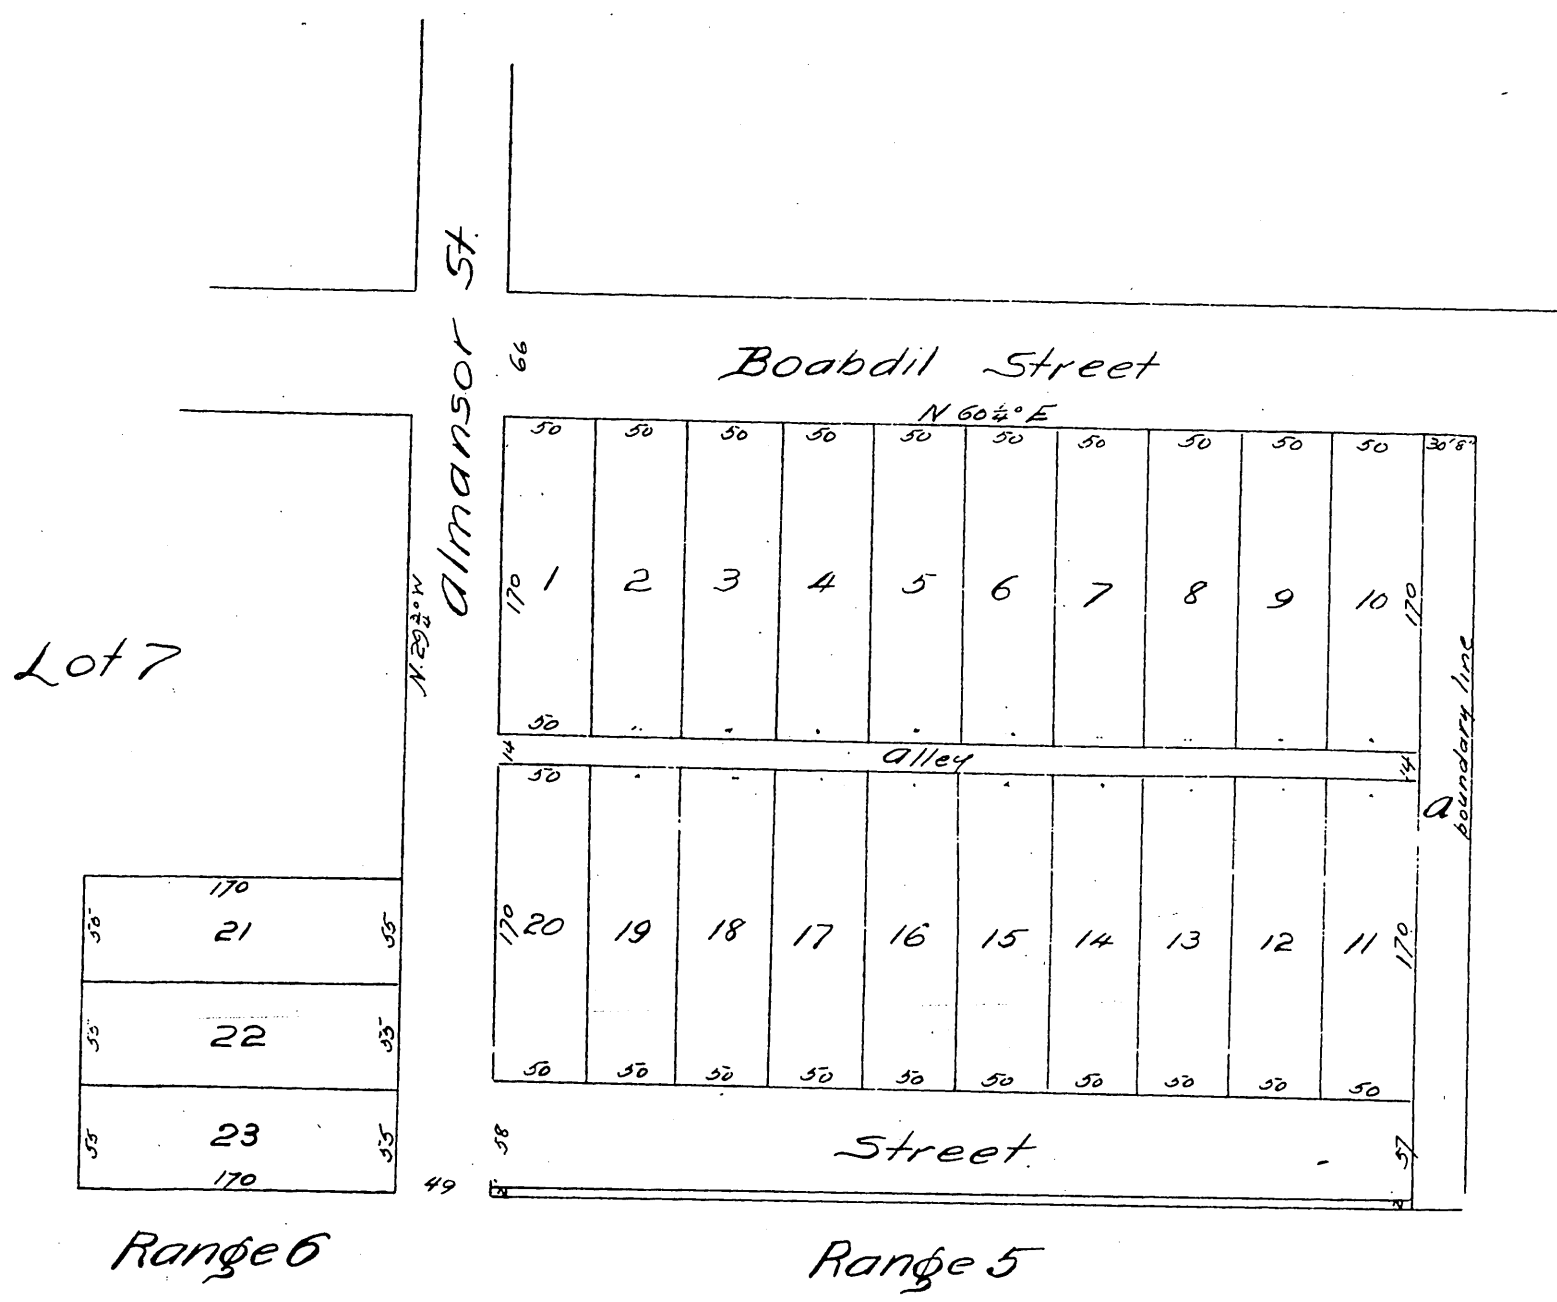 Almansor St.
66
Boabdil Street
N 60¼° E
50 50 50 50 50 50 50 50 50 50 30'8"
170 1 2 3 4 5 6 7 8 9 10 170
N. 29¾° W
Lot 7
boundary line
50
14 Alley 14
50
A
170 20 19 18 17 16 15 14 13 12 11 170
50 50 50 50 50 50 50 50 50 50
170
55 21 55
55 22 55
55 23 55
170
49
58 Street 57
2 2
Range 6 Range 5